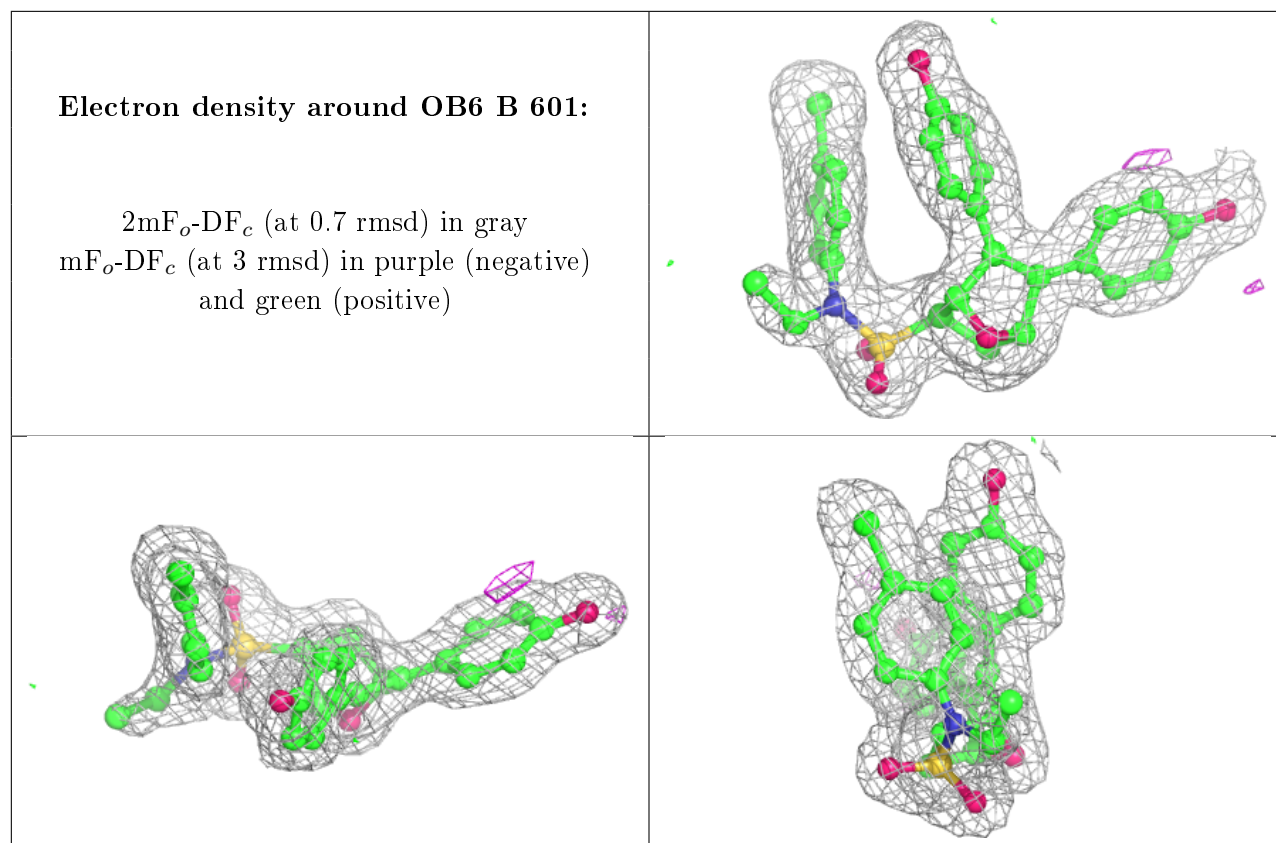 Electron density around OB6 B 601:
2mFo-DFc (at 0.7 rmsd) in gray
mFo-DFc (at 3 rmsd) in purple (negative)
and green (positive)